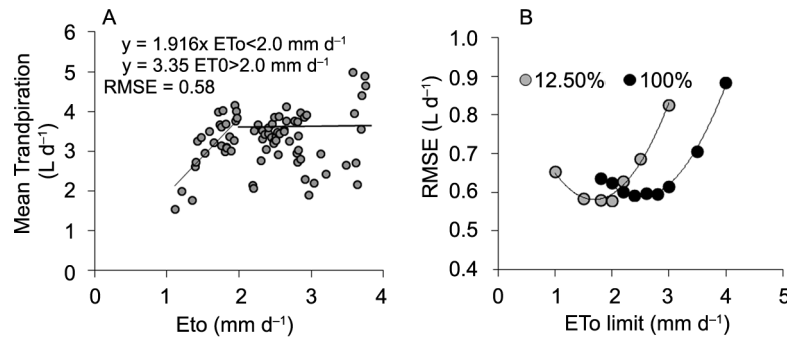 A
y = 1.916x ETo<2.0 mm d⁻¹
y = 3.35 ET0>2.0 mm d⁻¹
RMSE = 0.58
Mean Trandpiration
(L d⁻¹)
6
5
4
3
2
1
0
0 1 2 3 4
Eto (mm d⁻¹)
B
12.50% 100%
RMSE (L d⁻¹)
1.0
0.9
0.8
0.7
0.6
0.5
0.4
0 1 2 3 4 5
ETo limit (mm d⁻¹)